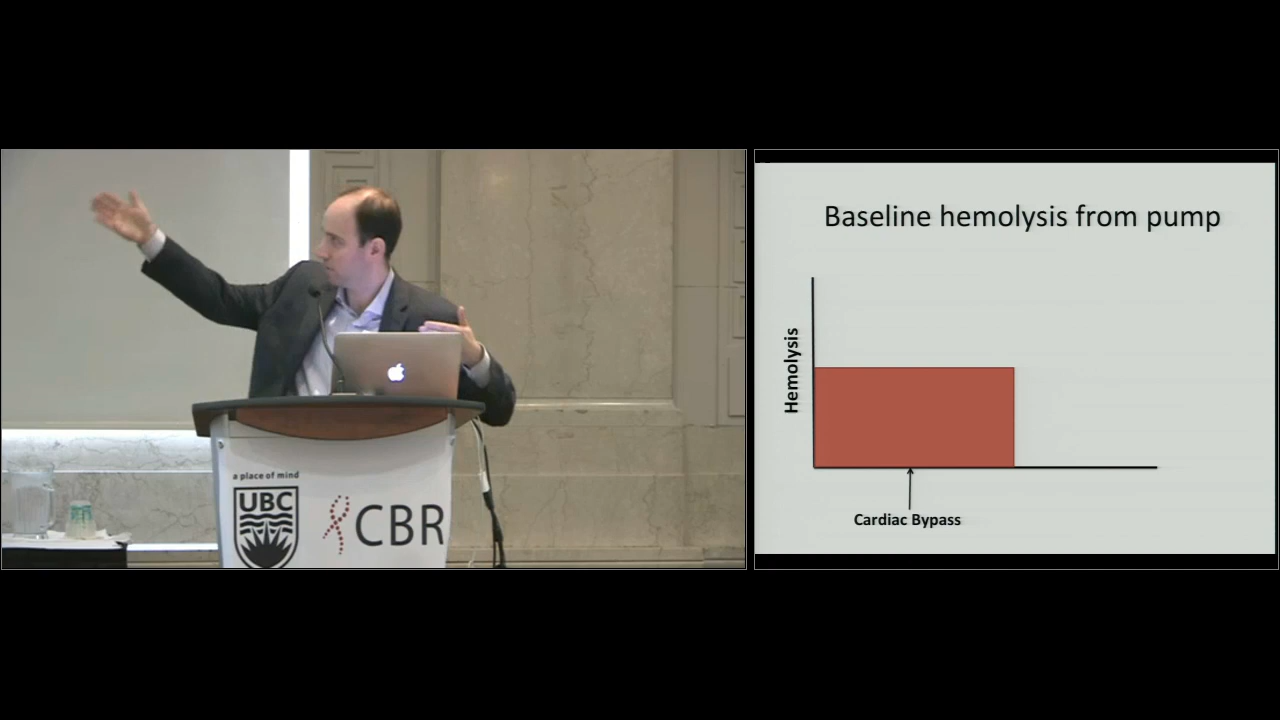 a place of mind
UBC
CBR
Baseline hemolysis from pump
Hemolysis
Cardiac Bypass